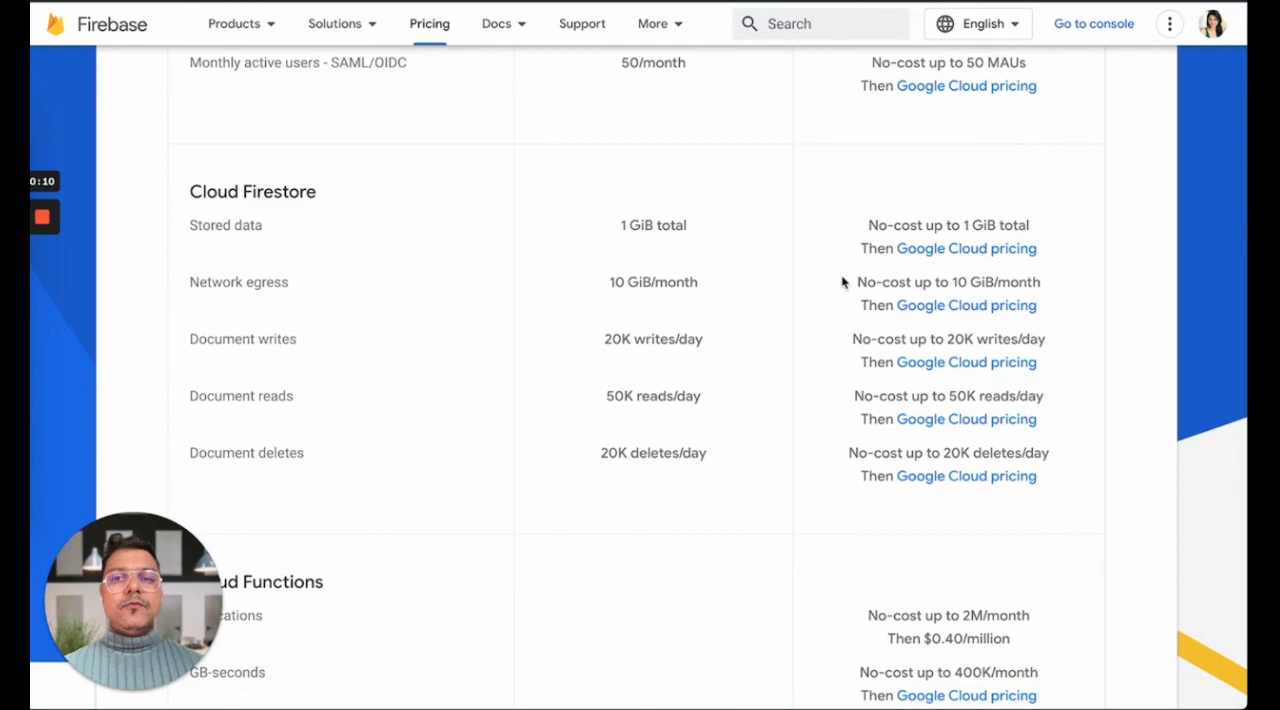 Firebase
Products
Solutions
Pricing
Docs
Support
More
Search
English
Go to console
Monthly active users - SAML/OIDC
50/month
No-cost up to 50 MAUs
Then Google Cloud pricing
0:10
Cloud Firestore
Stored data
1 GiB total
No-cost up to 1 GiB total
Then Google Cloud pricing
Network egress
10 GiB/month
No-cost up to 10 GiB/month
Then Google Cloud pricing
Document writes
20K writes/day
No-cost up to 20K writes/day
Then Google Cloud pricing
Document reads
50K reads/day
No-cost up to 50K reads/day
Then Google Cloud pricing
Document deletes
20K deletes/day
No-cost up to 20K deletes/day
Then Google Cloud pricing
ud Functions
cations
No-cost up to 2M/month
Then $0.40/million
GB-seconds
No-cost up to 400K/month
Then Google Cloud pricing